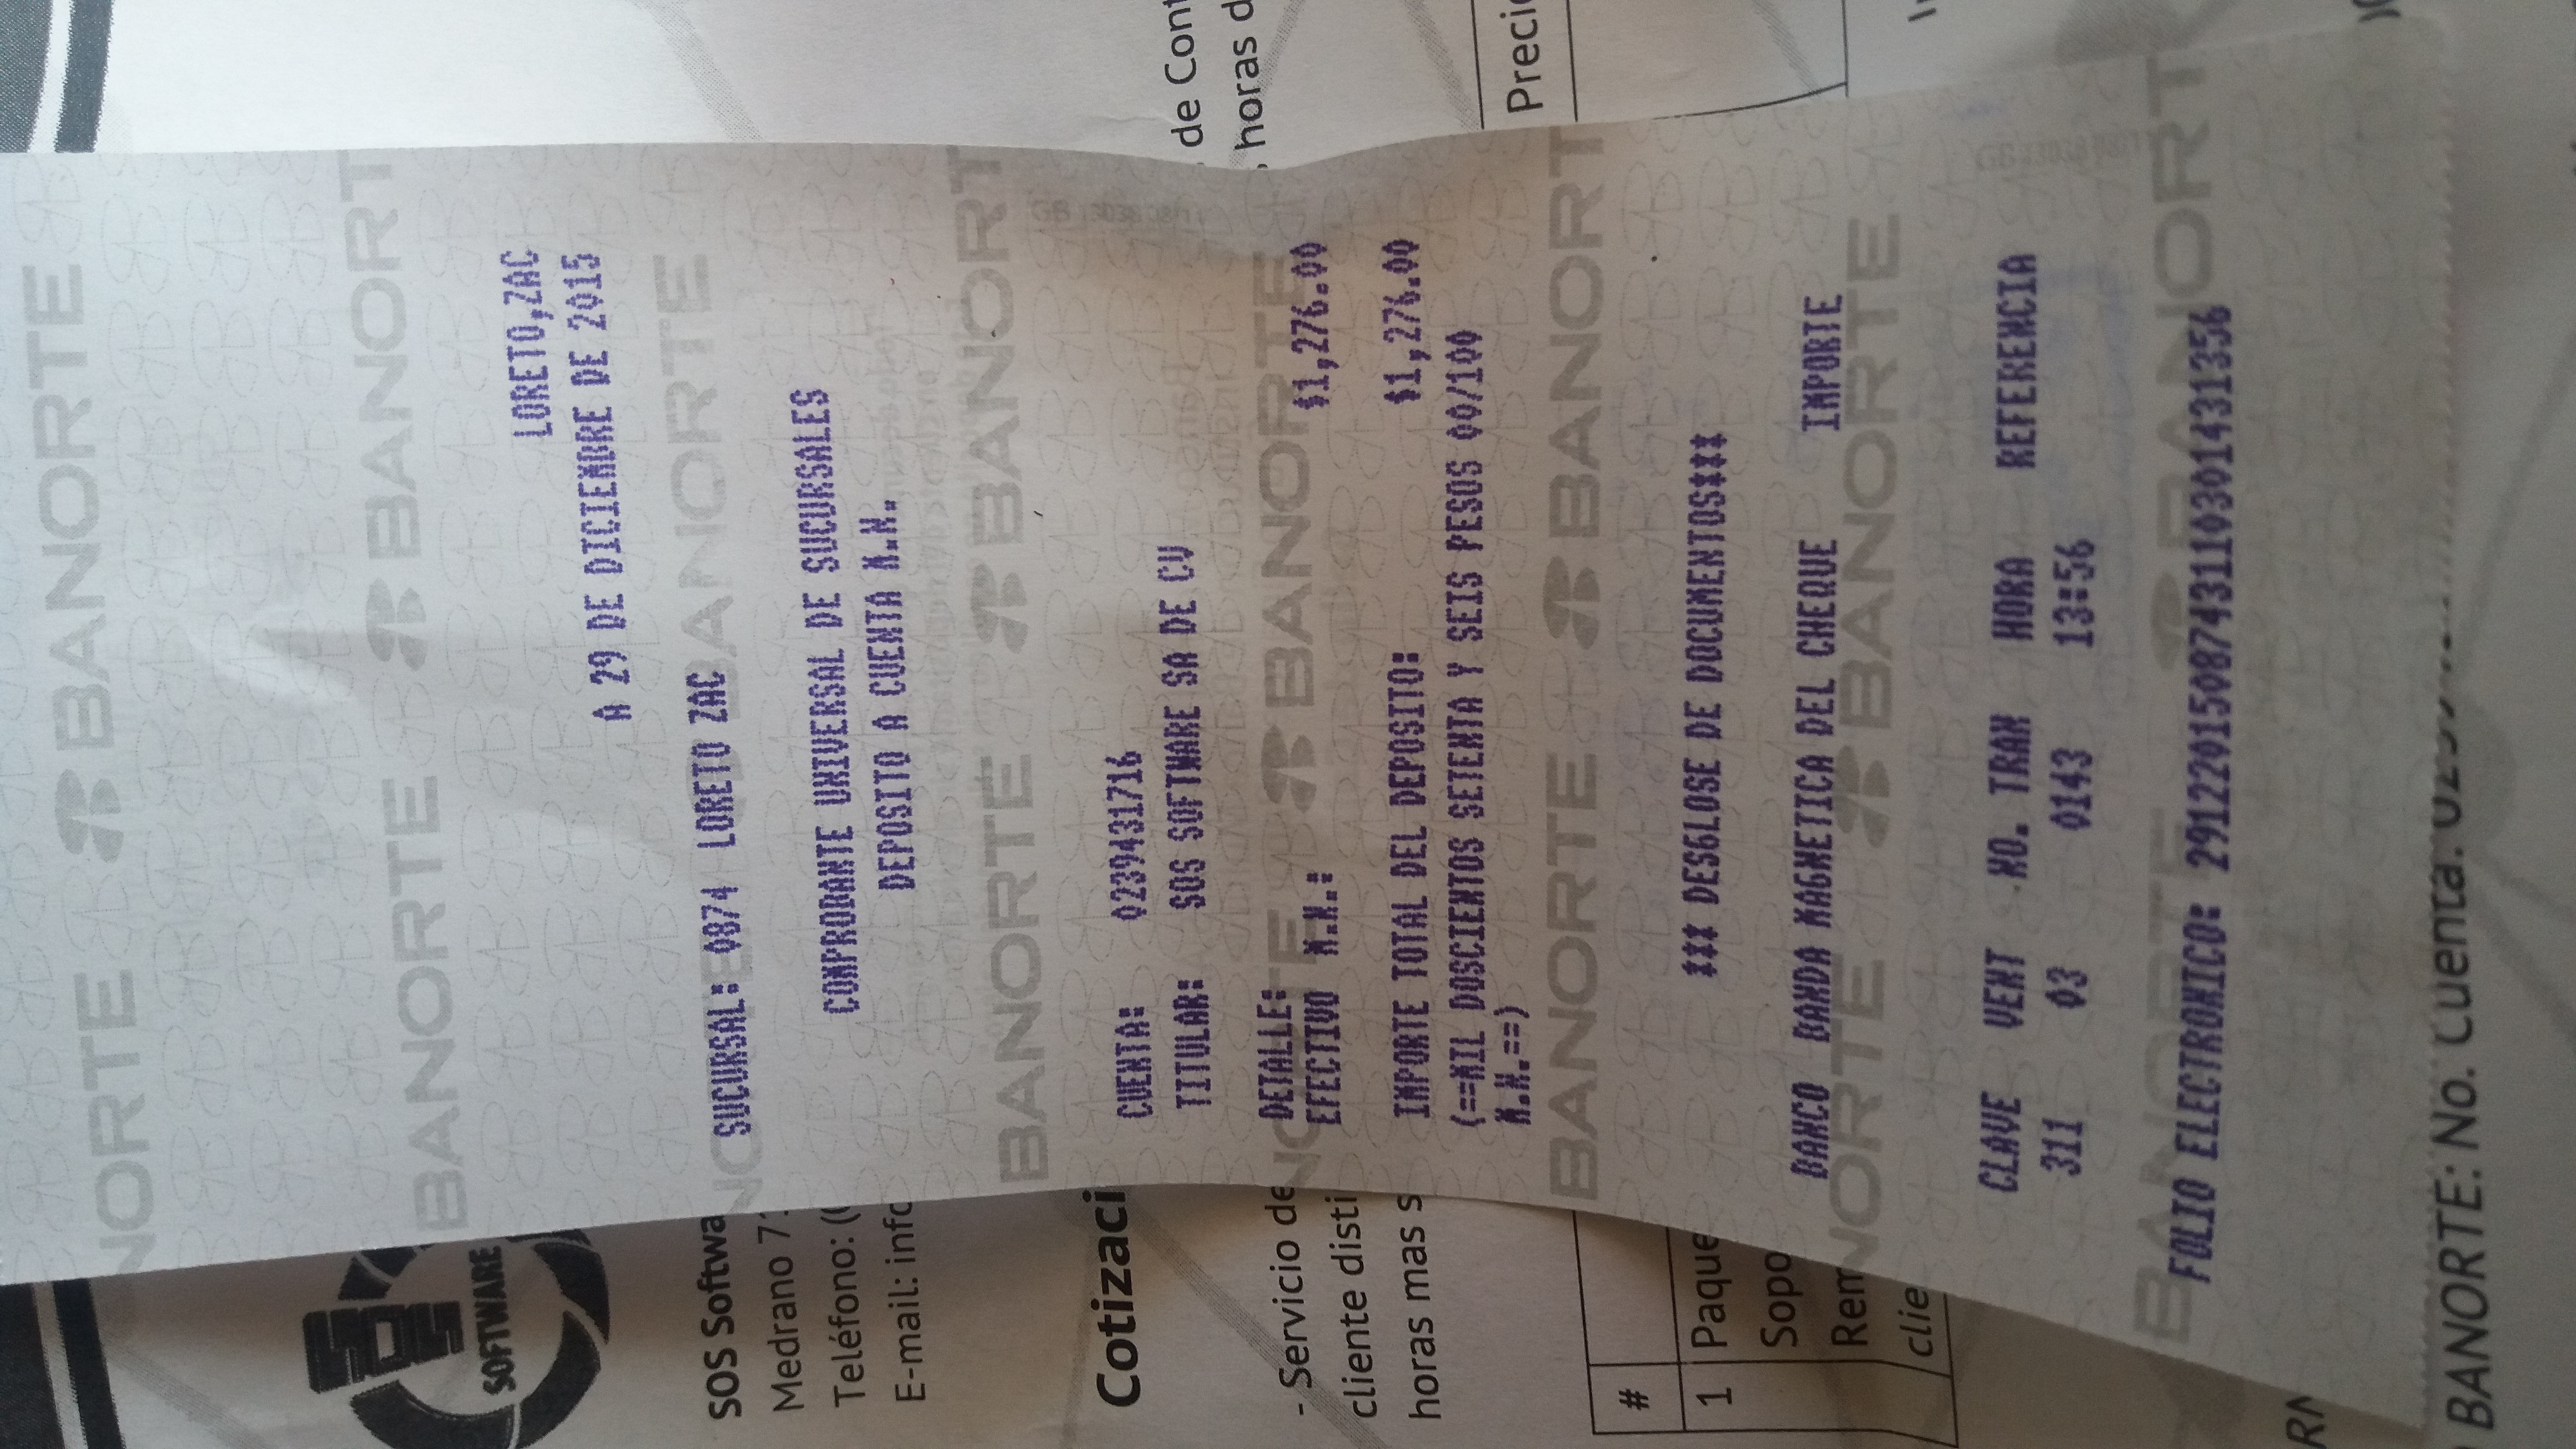 BANORTE
LORETO,ZAC
A 29 DE DICIEMBRE DE 2015
SUCURSAL: 0874 LORETO ZAC
COMPROBANTE UNIVERSAL DE SUCURSALES
DEPOSITO A CUENTA M.N.
CUENTA: 0239431716
TITULAR: SOS SOFTWARE SA DE CV
DETALLE:
EFECTIVO M.N.: $1,276.00
IMPORTE TOTAL DEL DEPOSITO: $1,276.00
(==MIL DOSCIENTOS SETENTA Y SEIS PESOS 00/100
M.N.==)
*** DESGLOSE DE DOCUMENTOS***
BANCO BANDA MAGNETICA DEL CHEQUE IMPORTE
CLAVE VENT NO. TRAN HORA REFERENCIA
311 03 0143 13:56
FOLIO ELECTRONICO: 2912201508743110301431356
SOS
SOFTWARE
SOS Softwa
Medrano 71
Teléfono: (
E-mail: info
Cotizaci
- Servicio de
cliente disti
horas mas s
de Cont
, horas d
Preci
#
1 Paque
Sopo
Rem
clie
BANORTE: No. Cuenta: